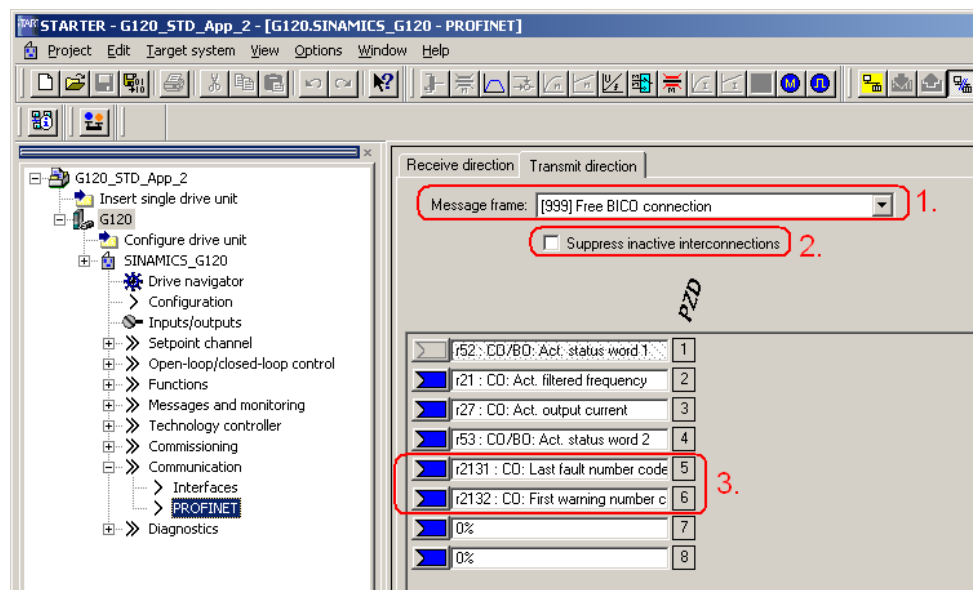 STARTER - G120_STD_App_2 - [G120.SINAMICS_G120 - PROFINET]
Project Edit Target system View Options Window Help
Receive direction Transmit direction
Message frame: [999] Free BICO connection 1.
Suppress inactive interconnections 2.
PZD
G120_STD_App_2
Insert single drive unit
G120
Configure drive unit
SINAMICS_G120
Drive navigator
Configuration
Inputs/outputs
Setpoint channel
Open-loop/closed-loop control
Functions
Messages and monitoring
Technology controller
Commissioning
Communication
Interfaces
PROFINET
Diagnostics
r52 : CO/BO: Act. status word 1 1
r21 : CO: Act. filtered frequency 2
r27 : CO: Act. output current 3
r53 : CO/BO: Act. status word 2 4
r2131 : CO: Last fault number code 5
r2132 : CO: First warning number c 6
3.
0% 7
0% 8